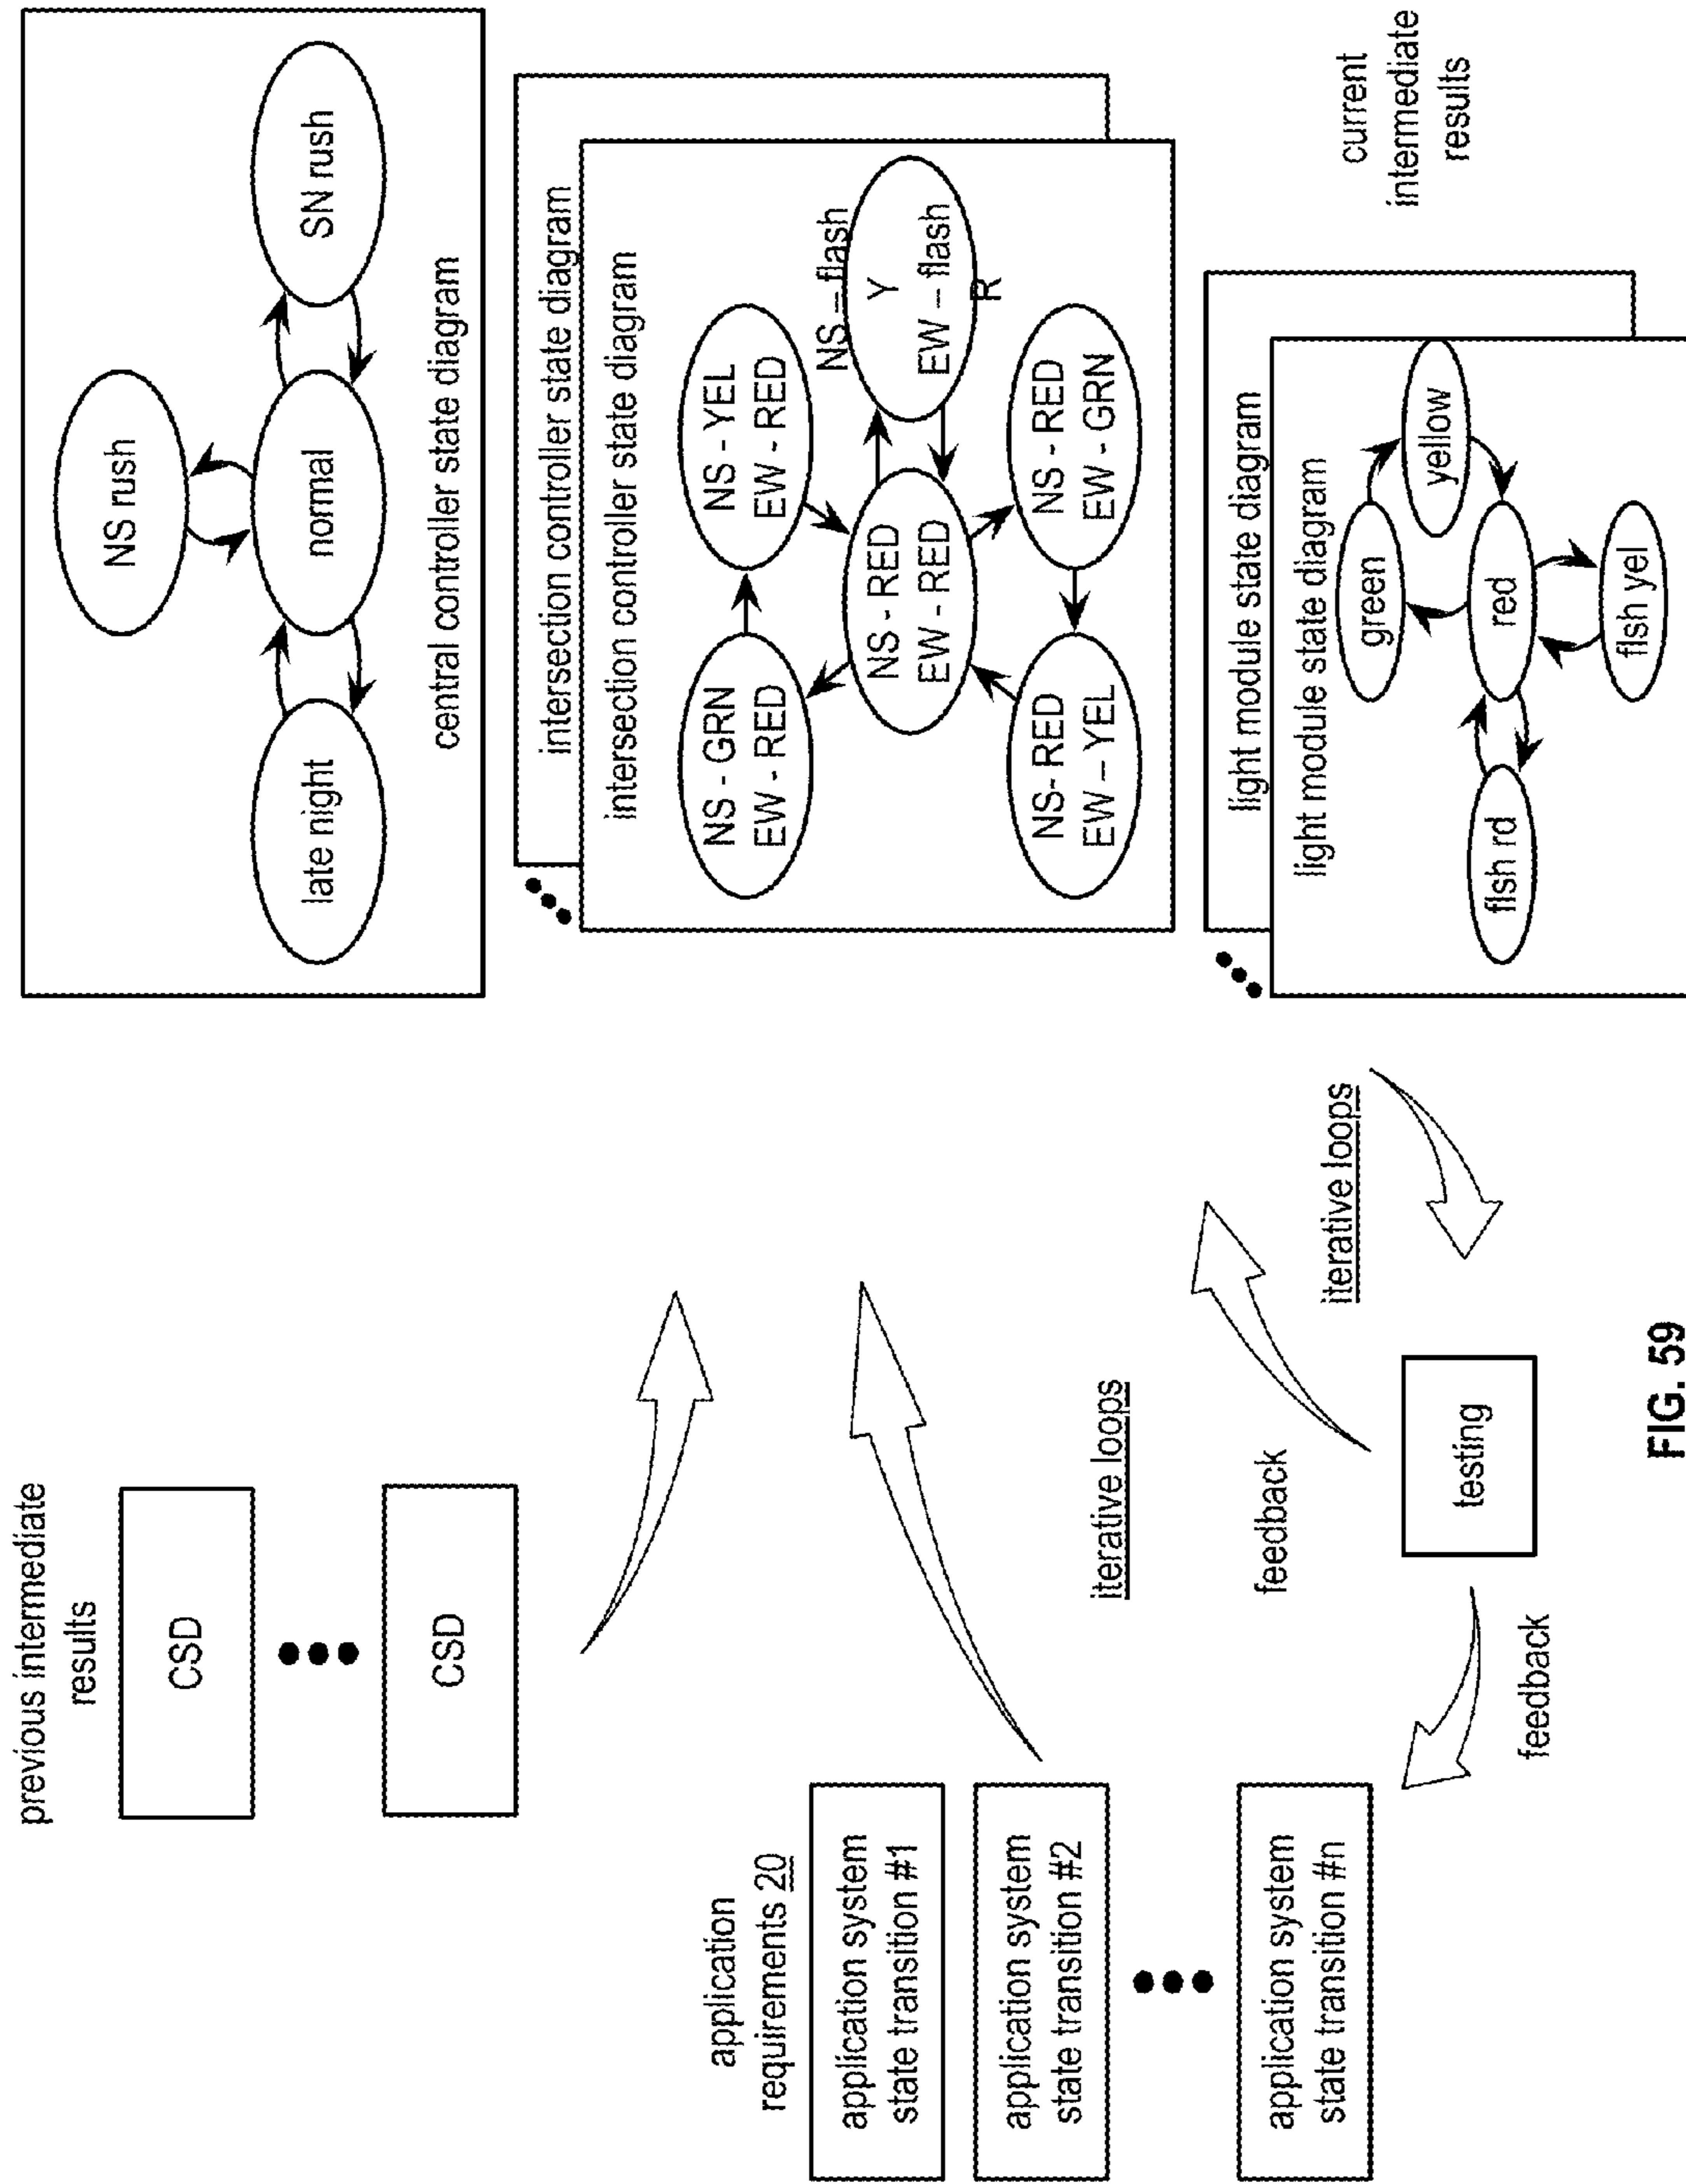 previous intermediate
results
CSD
CSD
application
requirements 20
application system
state transition #1
application system
state transition #2
application system
state transition #n
iterative loops
feedback
feedback
testing
iterative loops
NS rush
late night
normal
SN rush
central controller state diagram
intersection controller state diagram
intersection controller state diagram
NS - GRN
EW - RED
NS - YEL
EW - RED
NS - RED
EW - RED
NS – flash
Y
EW – flash
R
NS- RED
EW – YEL
NS - RED
EW - GRN
light module state diagram
light module state diagram
green
yellow
flsh rd
red
flsh yel
current
intermediate
results
FIG. 59